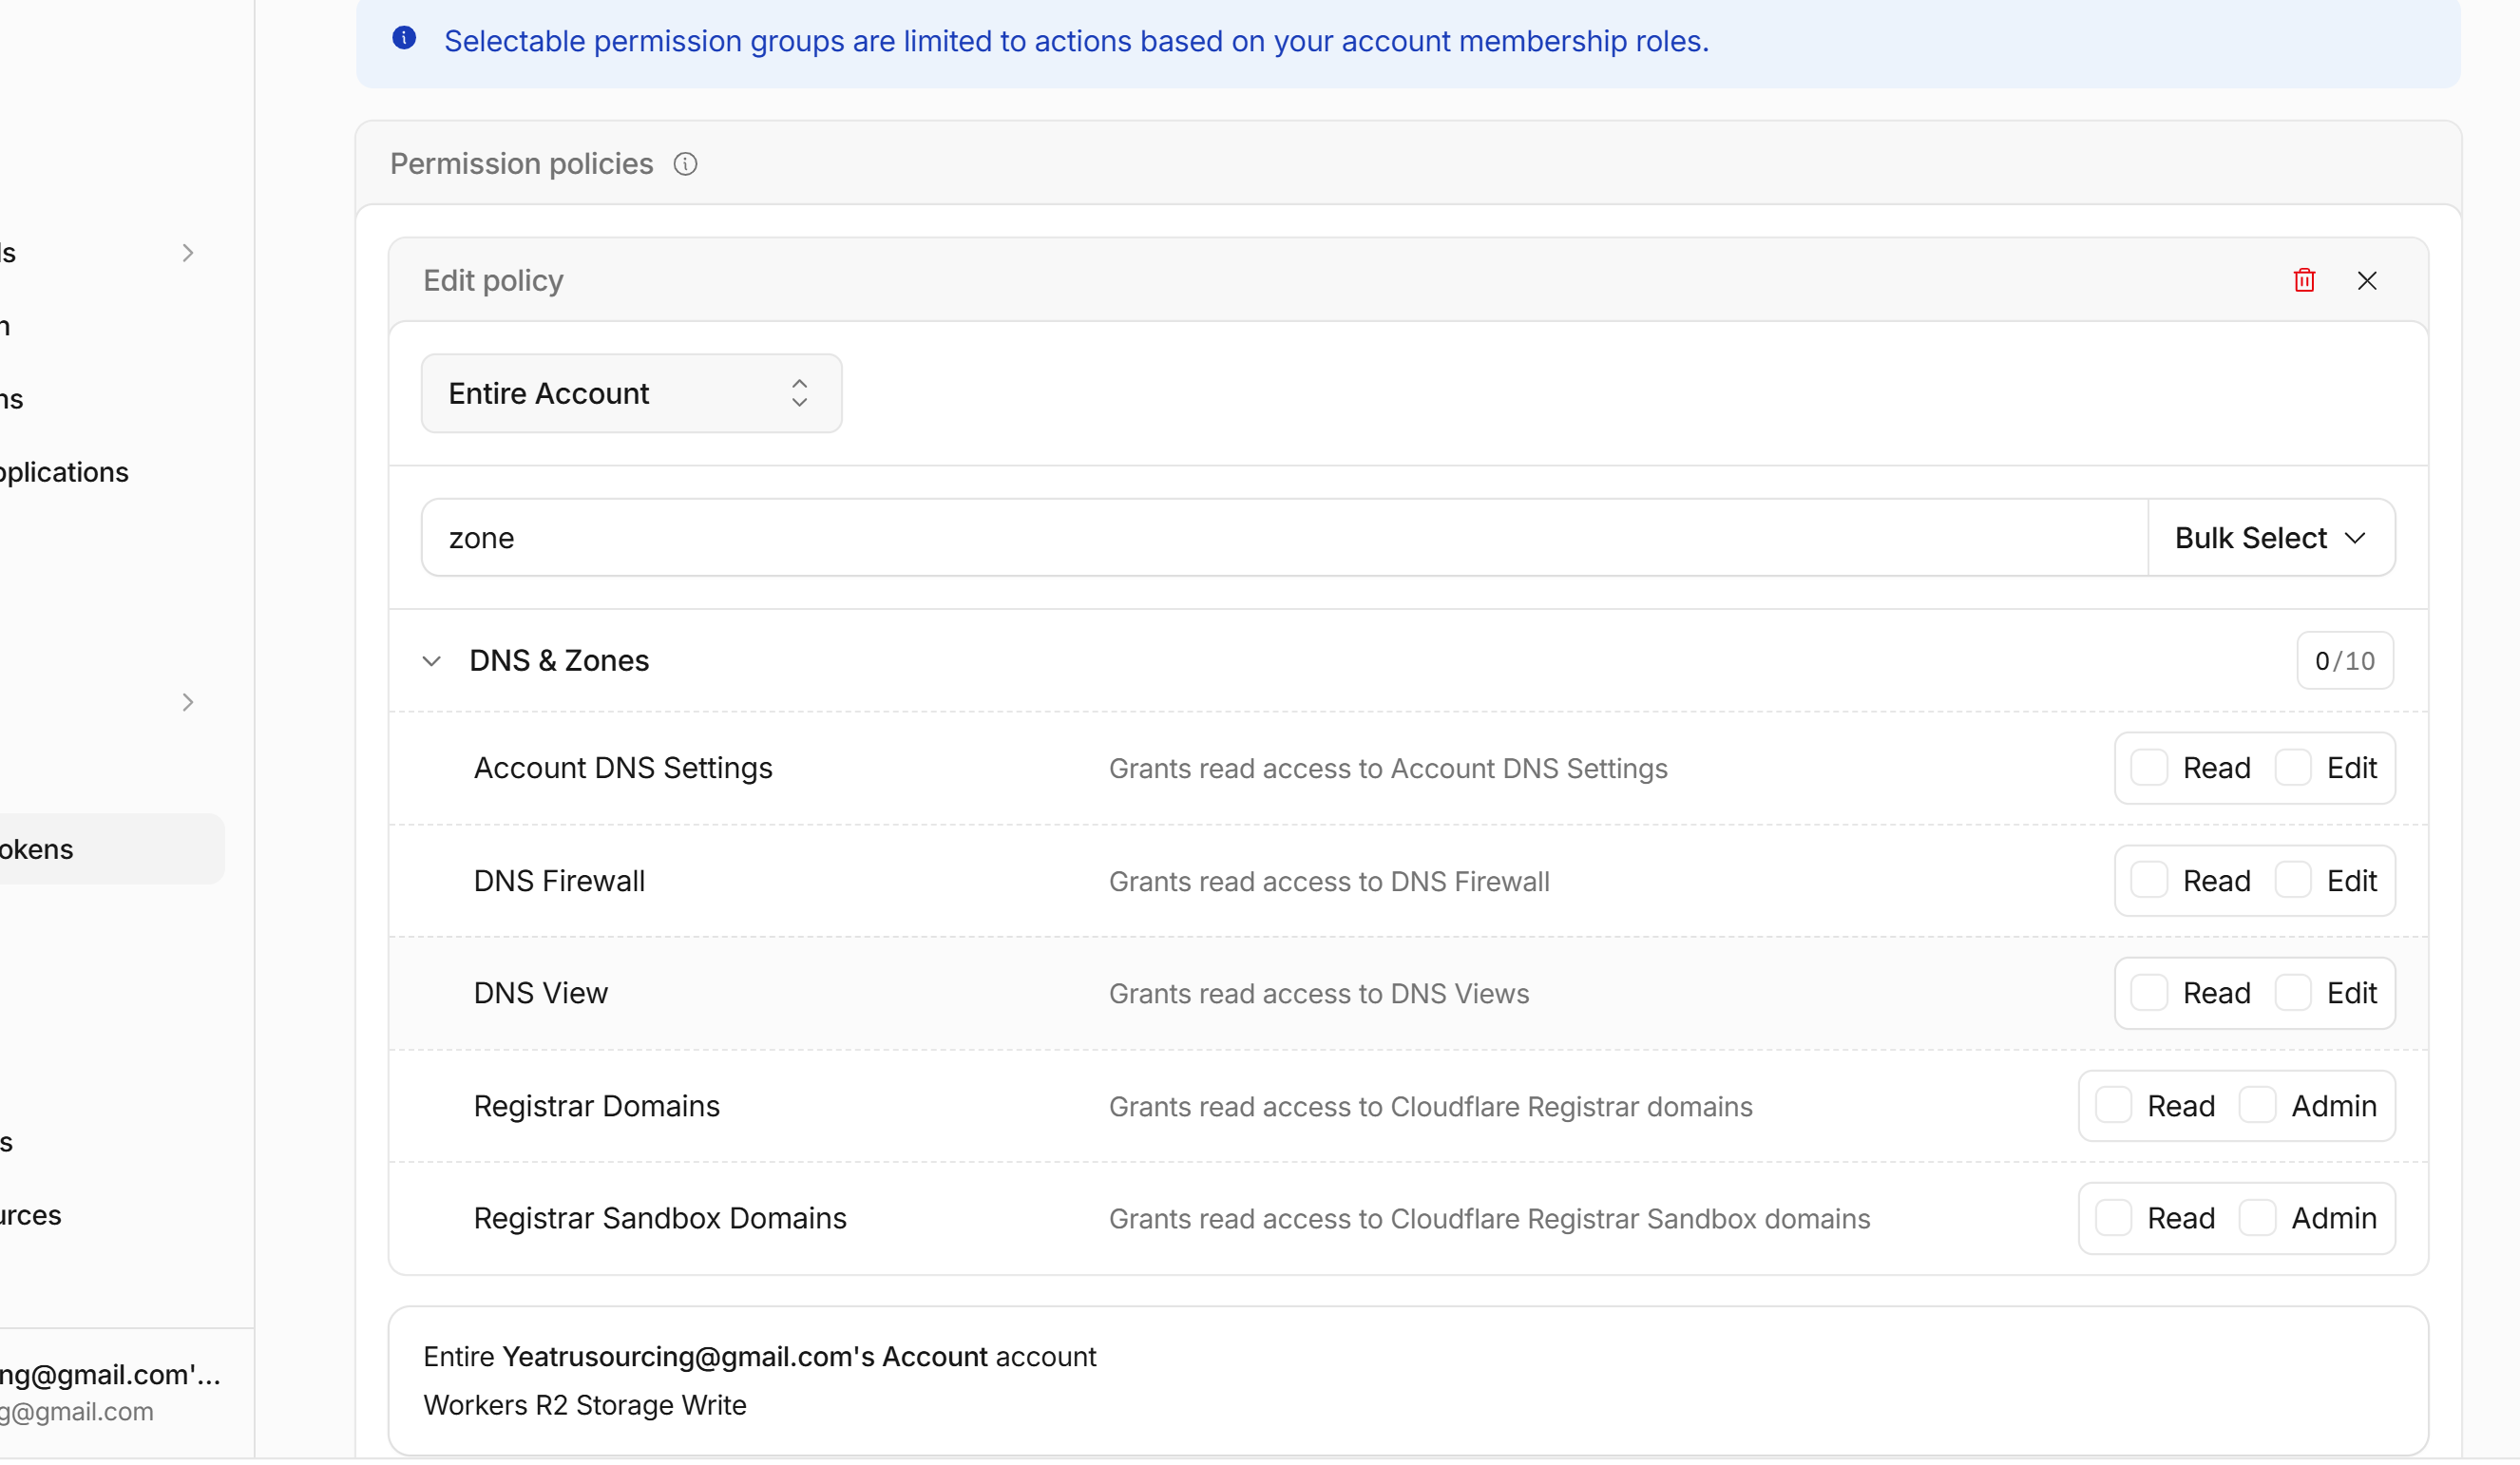 Selectable permission groups are limited to actions based on your account membership roles.
Permission policies
ls
n
Edit policy
ns
Entire Account
pplications
zone
Bulk Select
DNS & Zones
0/10
Account DNS Settings
Grants read access to Account DNS Settings
Read Edit
okens
DNS Firewall
Grants read access to DNS Firewall
Read Edit
DNS View
Grants read access to DNS Views
Read Edit
Registrar Domains
Grants read access to Cloudflare Registrar domains
Read Admin
s
Registrar Sandbox Domains
Grants read access to Cloudflare Registrar Sandbox domains
Read Admin
urces
Entire Yeatrusourcing@gmail.com's Account account
Workers R2 Storage Write
ng@gmail.com'...
g@gmail.com